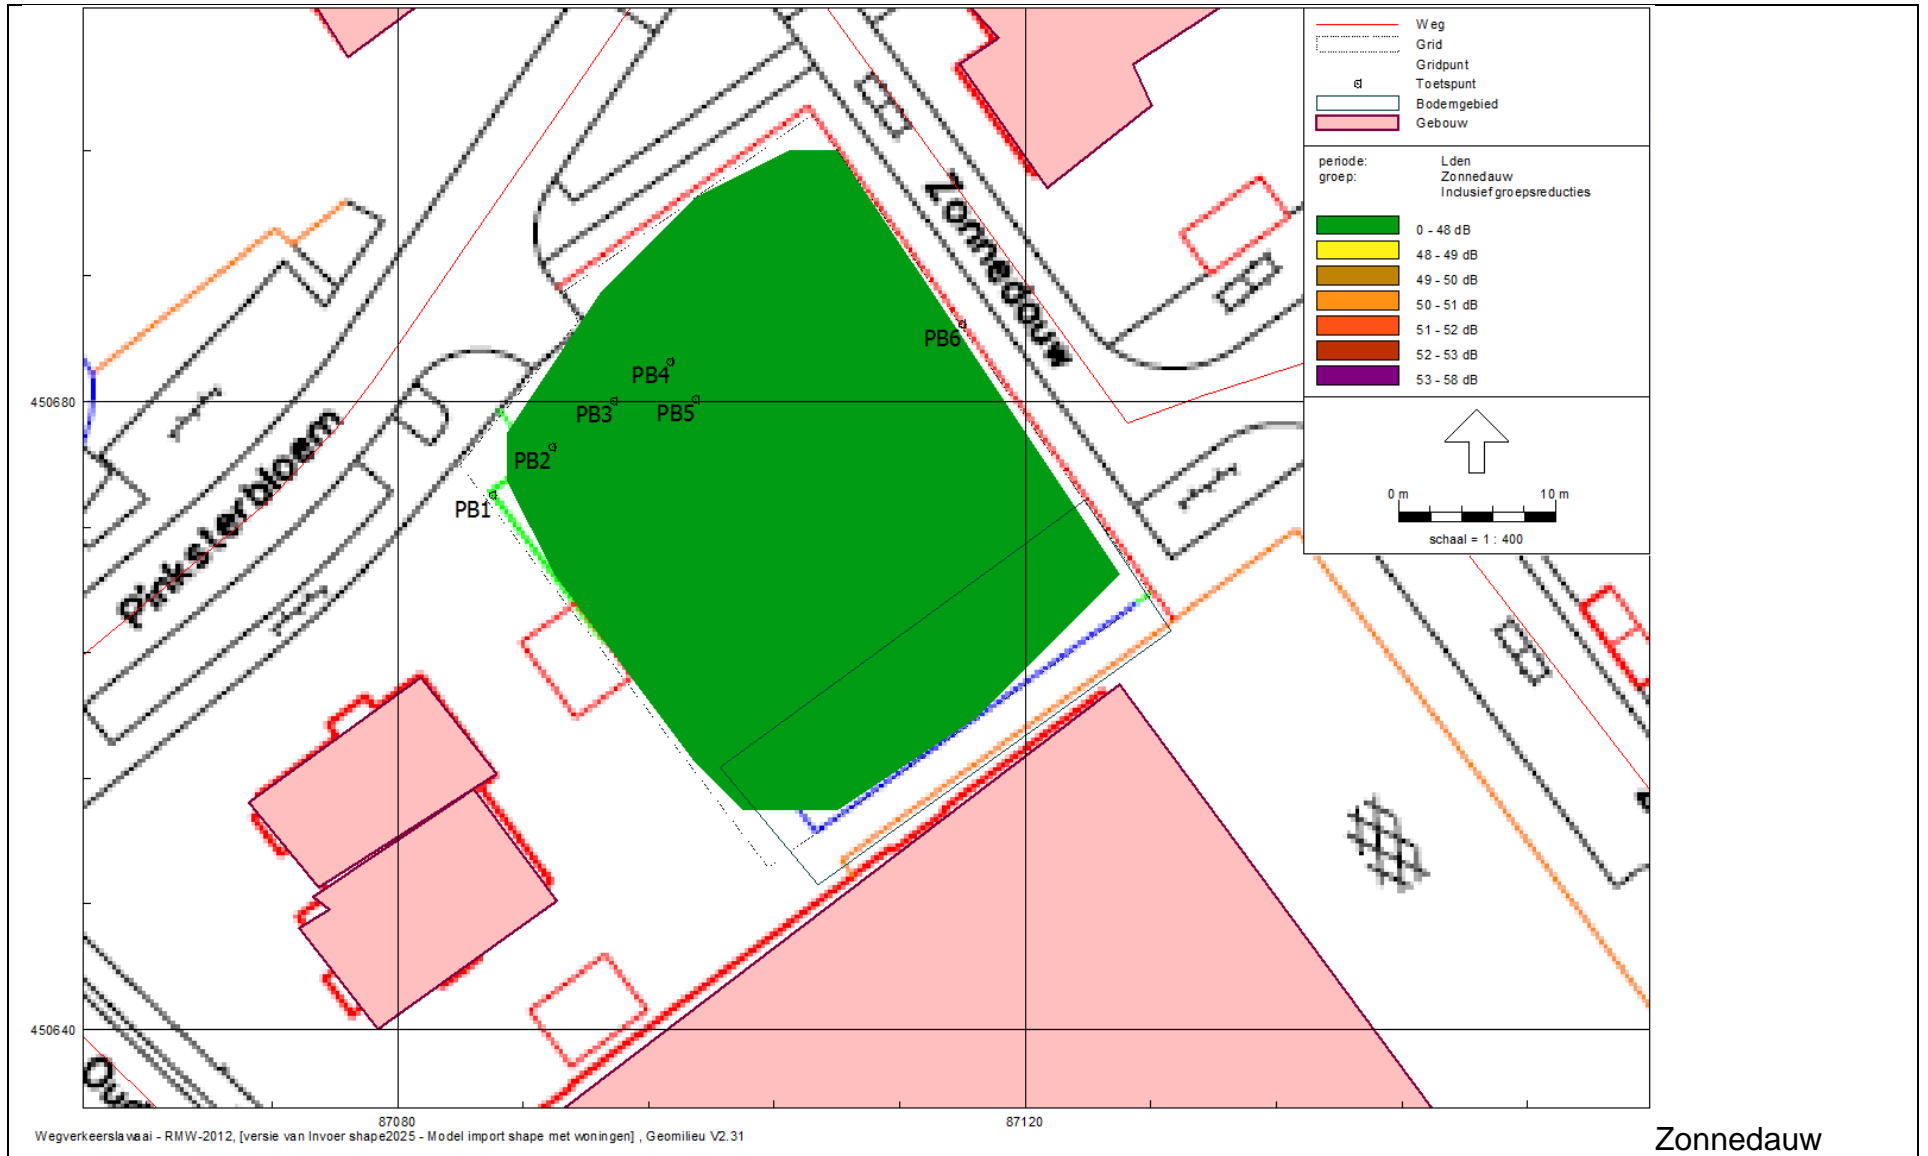 Weg
Grid
Gridpunt
Toetspunt
Bodemgebied
Gebouw
periode: Lden
groep: Zonnedauw
Inclusief groepsreducties
0 - 48 dB
48 - 49 dB
49 - 50 dB
50 - 51 dB
51 - 52 dB
52 - 53 dB
53 - 58 dB
0 m 10 m
schaal = 1 : 400
Zonnedauw
PB6
PB4
PB3
PB5
PB2
PB1
Pinksterbloem
450680
450640
87080
87120
Wegverkeerslawaai - RMW-2012, [versie van Invoer shape2025 - Model import shape met woningen] , Geomilieu V2.31
Zonnedauw